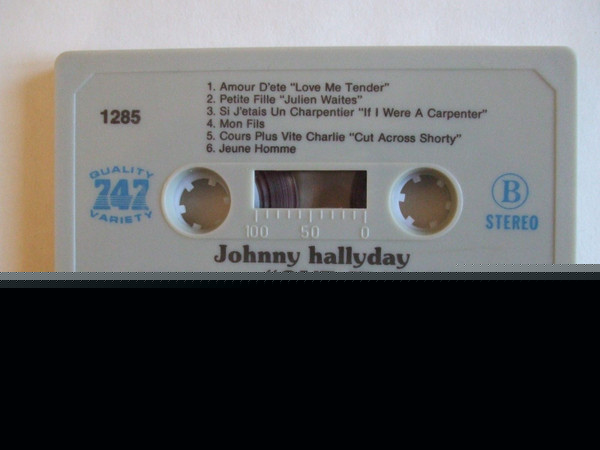 1. Amour D'ete "Love Me Tender"
2. Petite Fille "Julien Waites"
3. Si J'etais Un Charpentier "If I Were A Carpenter"
4. Mon Fils
5. Cours Plus Vite Charlie "Cut Across Shorty"
6. Jeune Homme
1285
QUALITY
747
VARIETY
B
STEREO
100 50 0
Johnny hallyday